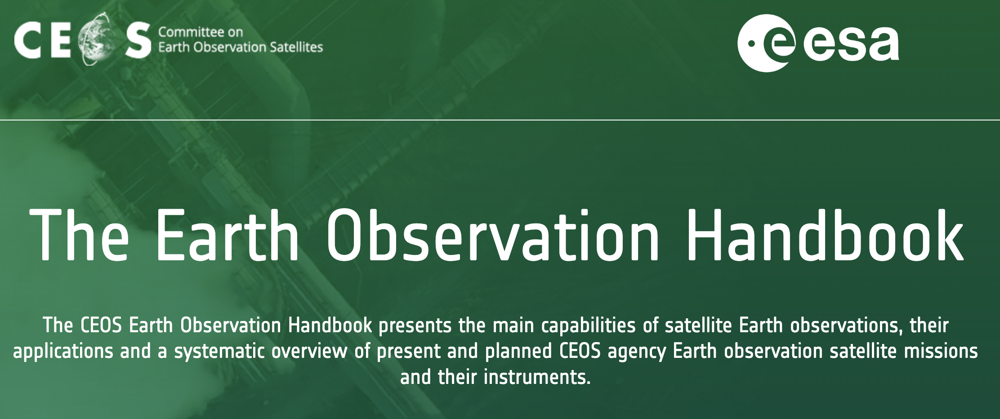 CEOS
Committee on
Earth Observation Satellites
esa
The Earth Observation Handbook
The CEOS Earth Observation Handbook presents the main capabilities of satellite Earth observations, their
applications and a systematic overview of present and planned CEOS agency Earth observation satellite missions
and their instruments.